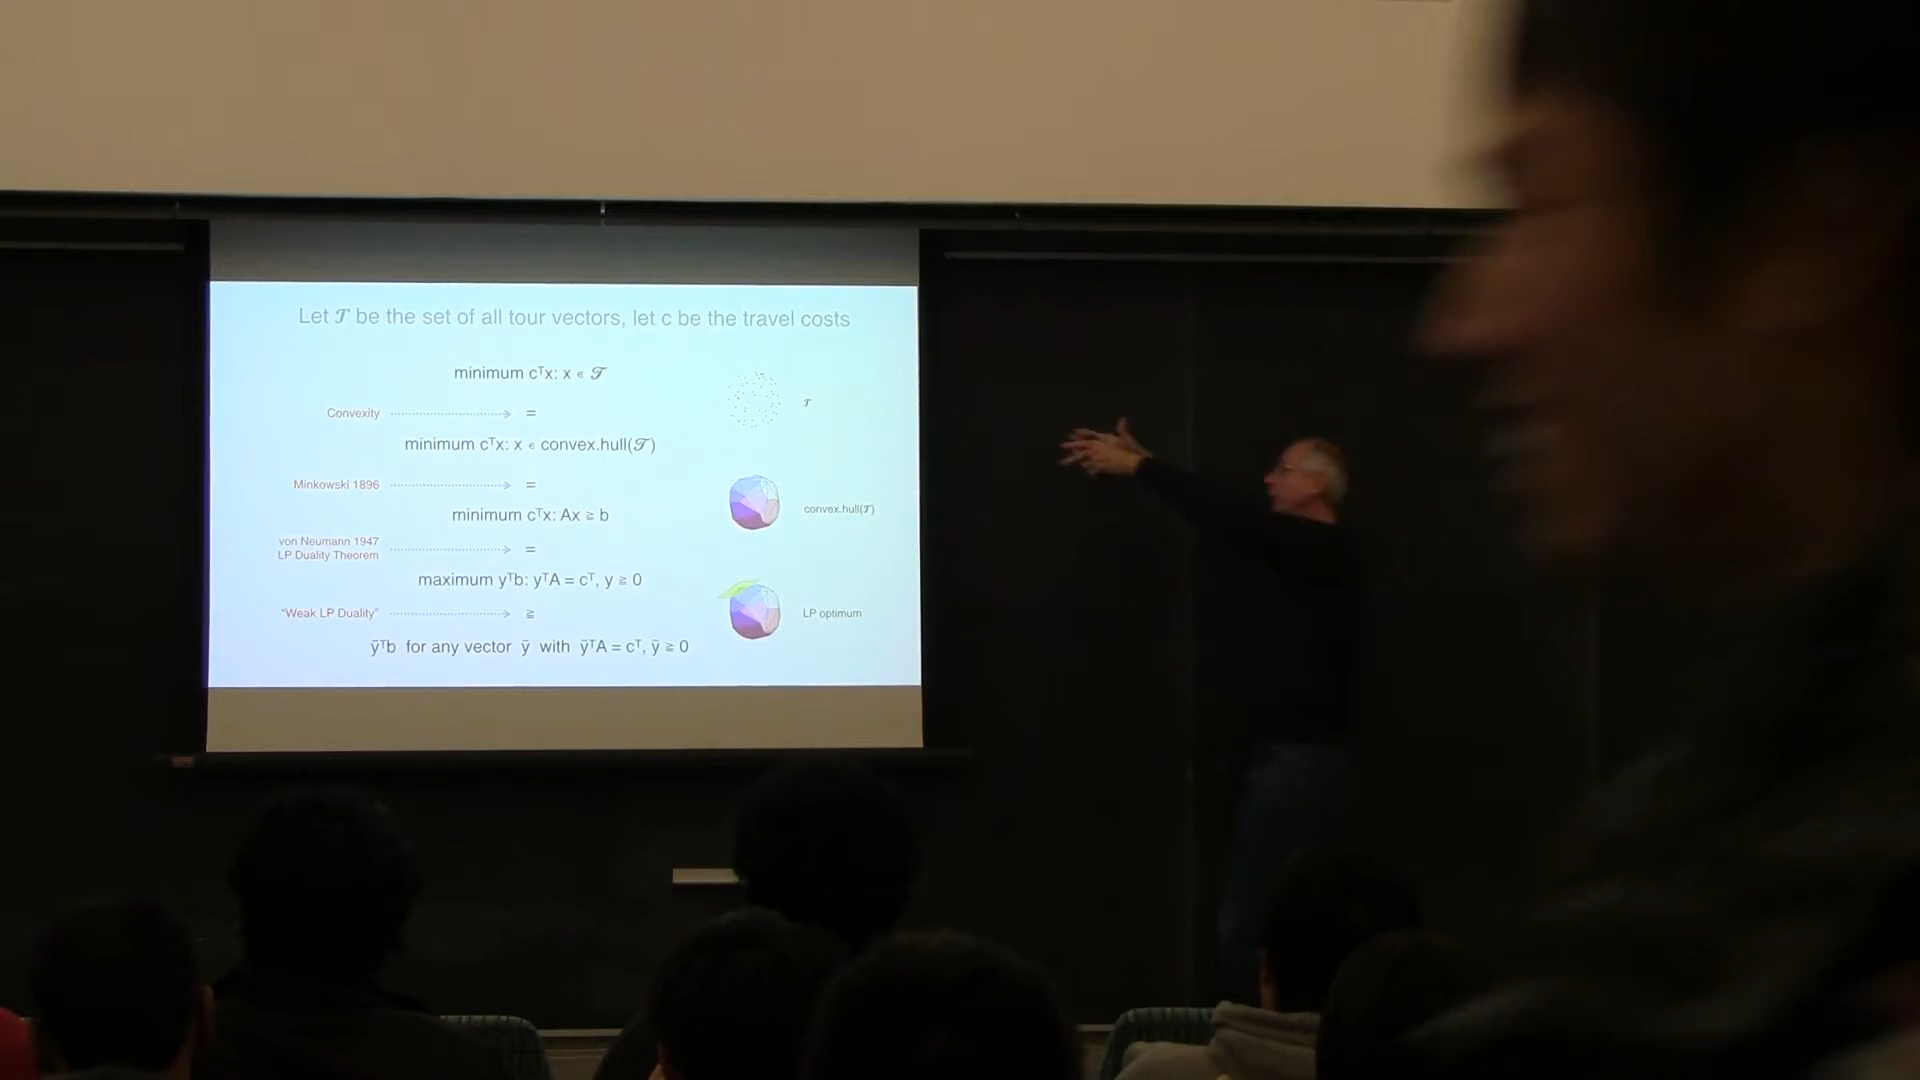 Let 𝒯 be the set of all tour vectors, let c be the travel costs
minimum cᵀx: x ∊ 𝒯
𝒯
Convexity =
minimum cᵀx: x ∊ convex.hull(𝒯)
Minkowski 1896 =
convex.hull(𝒯)
minimum cᵀx: Ax ≧ b
von Neumann 1947
LP Duality Theorem =
maximum yᵀb: yᵀA = cᵀ, y ≧ 0
"Weak LP Duality" ≧
LP optimum
ȳᵀb for any vector ȳ with ȳᵀA = cᵀ, ȳ ≧ 0